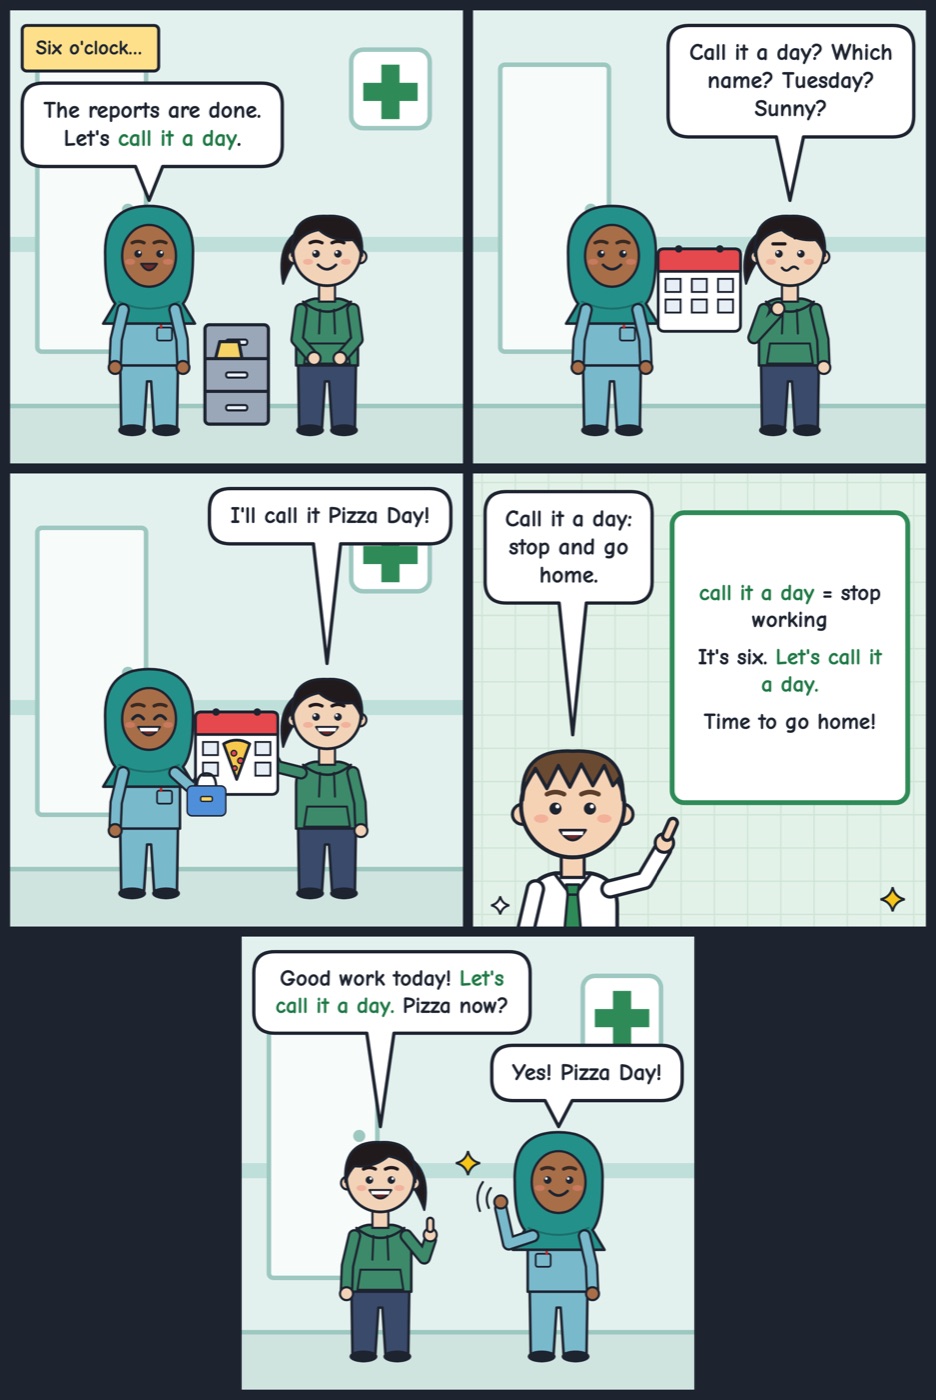 Six o'clock...
The reports are done.
Let's call it a day.
Call it a day? Which
name? Tuesday?
Sunny?
I'll call it Pizza Day!
Call it a day:
stop and go
home.
call it a day = stop
working
It's six. Let's call it
a day.
Time to go home!
Good work today! Let's
call it a day. Pizza now?
Yes! Pizza Day!